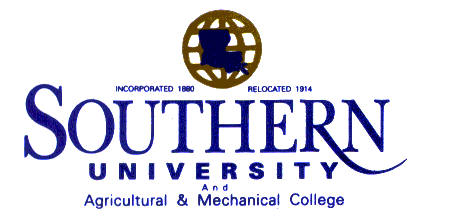 INCORPORATED 1880 RELOCATED 1914
SOUTHERN
UNIVERSITY
And
Agricultural & Mechanical College